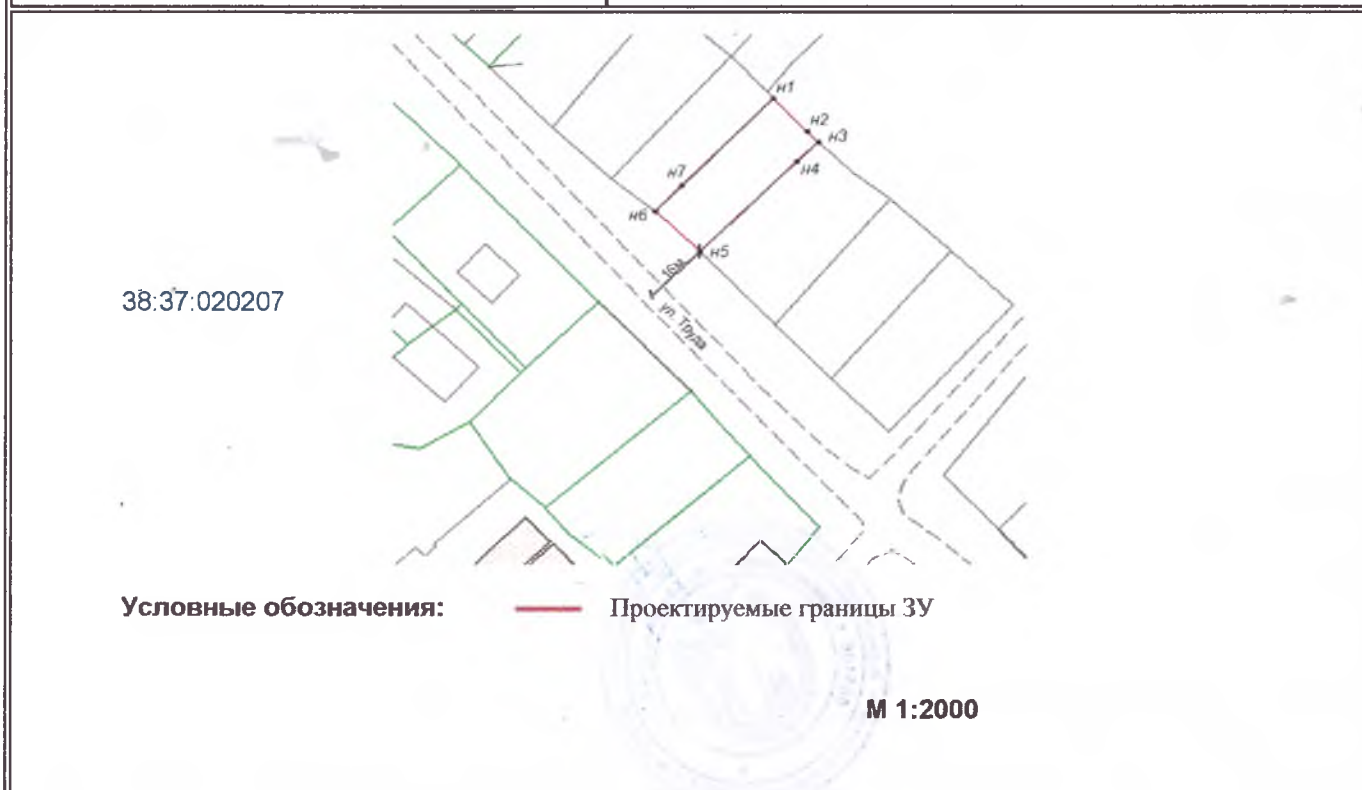 н1
н2
н3
н4
н7
н6
н5
16м
38:37:020207
ул. Труда
Условные обозначения: Проектируемые границы ЗУ
М 1:2000